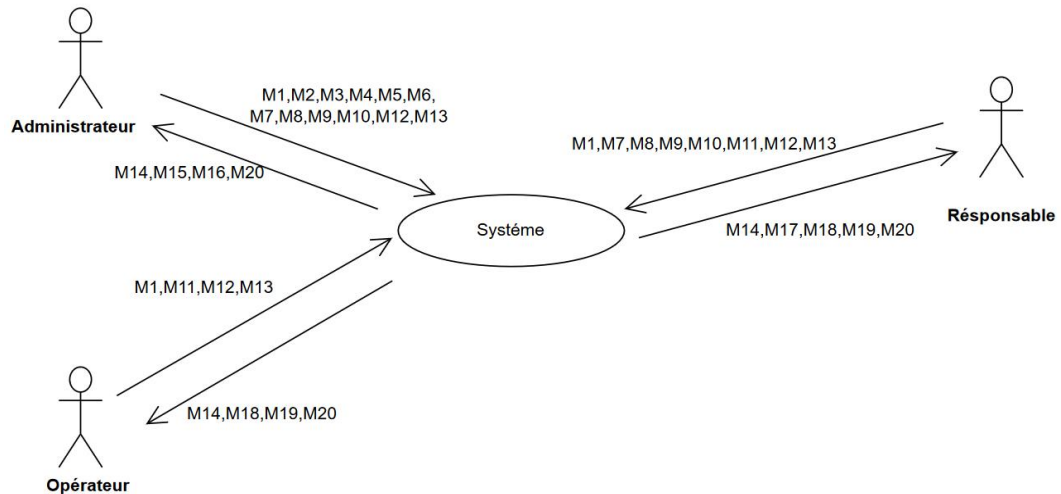 M1,M2,M3,M4,M5,M6,
M7,M8,M9,M10,M12,M13
Administrateur
M14,M15,M16,M20
M1,M7,M8,M9,M10,M11,M12,M13
Résponsable
M14,M17,M18,M19,M20
Systéme
M1,M11,M12,M13
M14,M18,M19,M20
Opérateur